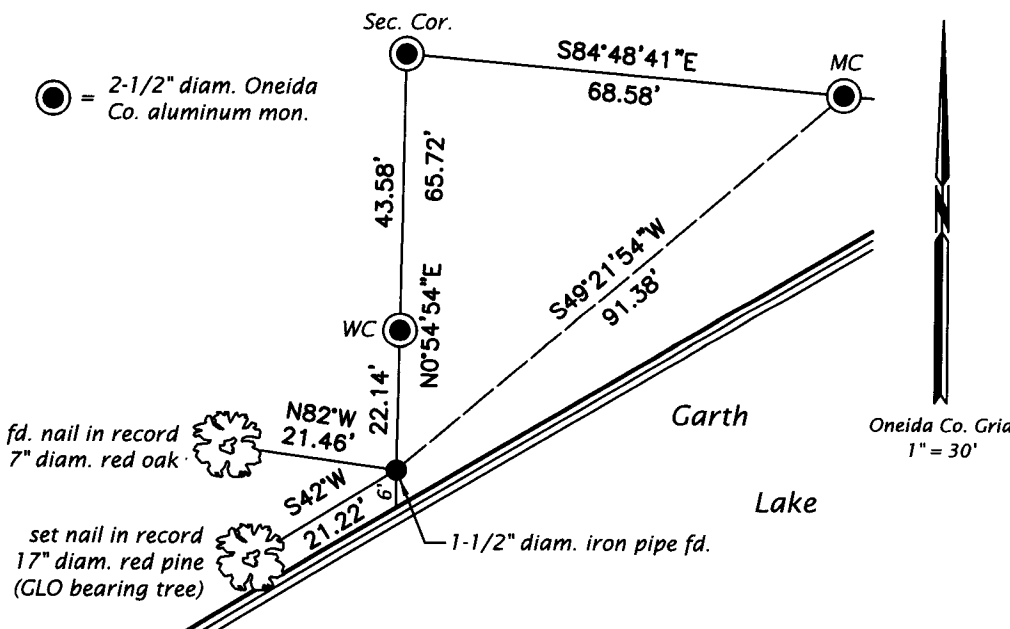 Sec. Cor.
S84°48'41"E
68.58'
MC
= 2-1/2" diam. Oneida
Co. aluminum mon.
43.58'
65.72'
S49°21'54"W
91.38'
WC
N0°54'54"E
22.14'
N82°W
21.46'
fd. nail in record
7" diam. red oak
S42°W
21.22'
6'
set nail in record
17" diam. red pine
(GLO bearing tree)
1-1/2" diam. iron pipe fd.
Garth
Lake
N
Oneida Co. Grid
1" = 30'